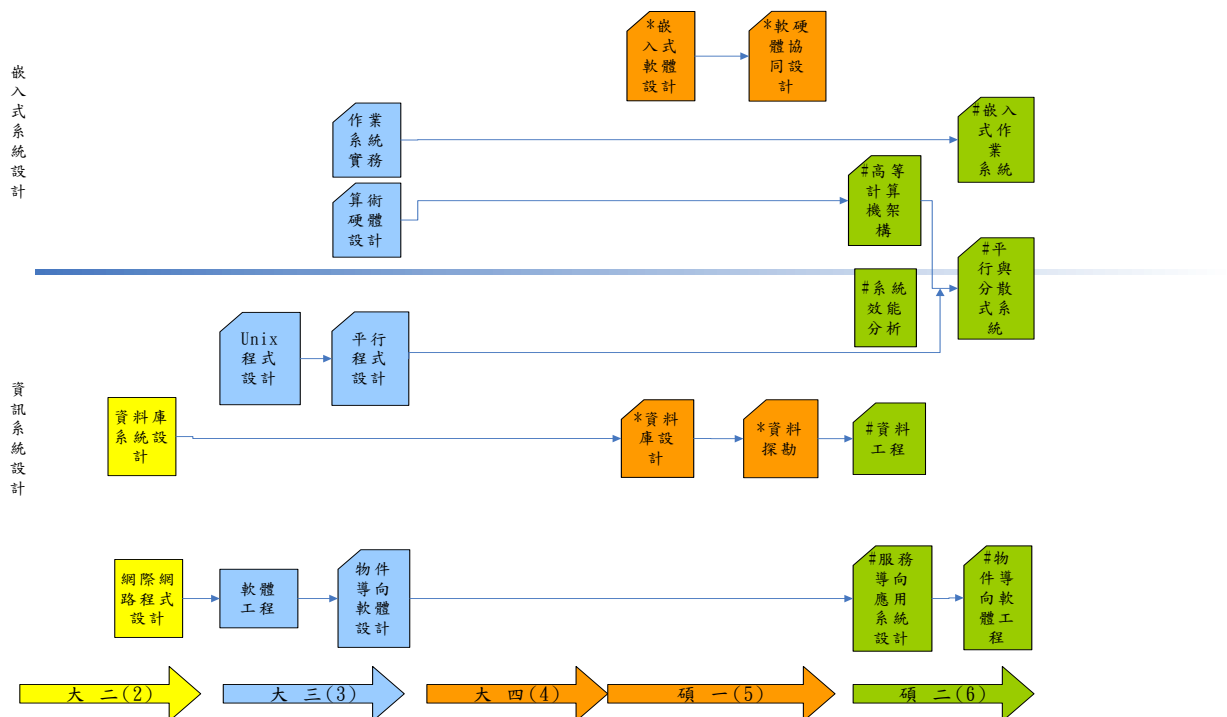 嵌
入
式
系
統
設
計
*嵌
入式
軟體
設計
*軟硬
體協
同設
計
作業
系統
實務
#嵌入
式作
業
系統
算術
硬體
設計
#高等
計算
機架
構
#平
行與
分散
式系
統
#系統
效能
分析
資
訊
系
統
設
計
Unix
程式
設計
平行
程式
設計
資料庫
系統設
計
*資料
庫設
計
*資料
探勘
#資料
工程
網際網
路程式
設計
軟體
工程
物件
導向
軟體
設計
#服務
導向
應用
系統
設計
#物
件導
向軟
體工
程
大 二(2)
大 三(3)
大 四(4)
碩 一(5)
碩 二(6)